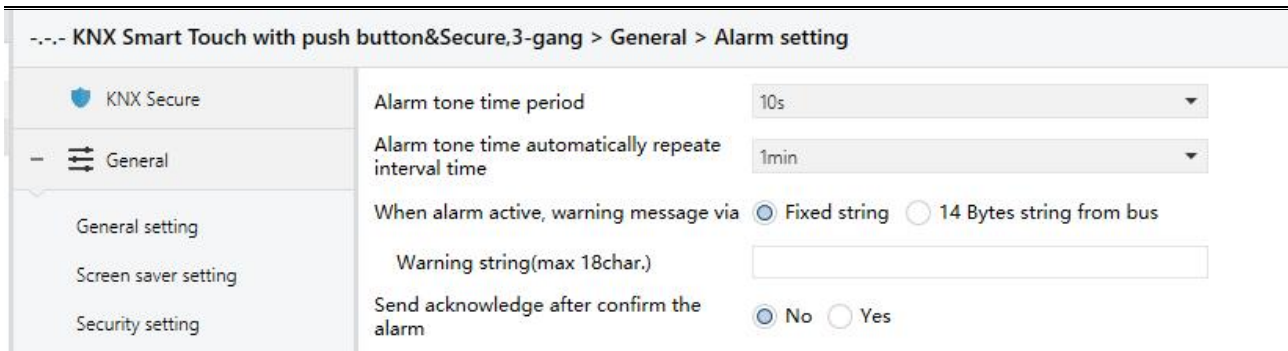 -.-.- KNX Smart Touch with push button&Secure,3-gang > General > Alarm setting
KNX Secure
General
General setting
Screen saver setting
Security setting
Alarm tone time period
10s
Alarm tone time automatically repeate
interval time
1min
When alarm active, warning message via
Fixed string
14 Bytes string from bus
Warning string(max 18char.)
Send acknowledge after confirm the
alarm
No
Yes